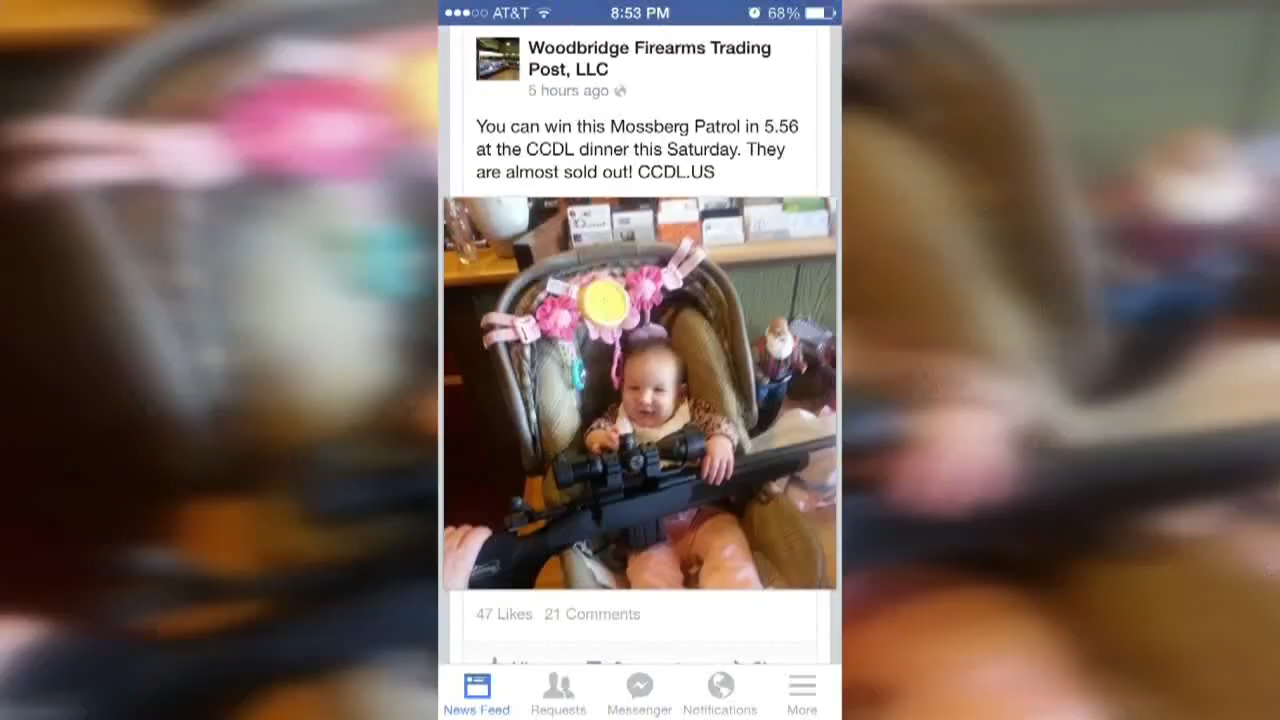 AT&T 8:53 PM 68%
Woodbridge Firearms Trading
Post, LLC
5 hours ago
You can win this Mossberg Patrol in 5.56
at the CCDL dinner this Saturday. They
are almost sold out! CCDL.US
47 Likes 21 Comments
News Feed Requests Messenger Notifications More